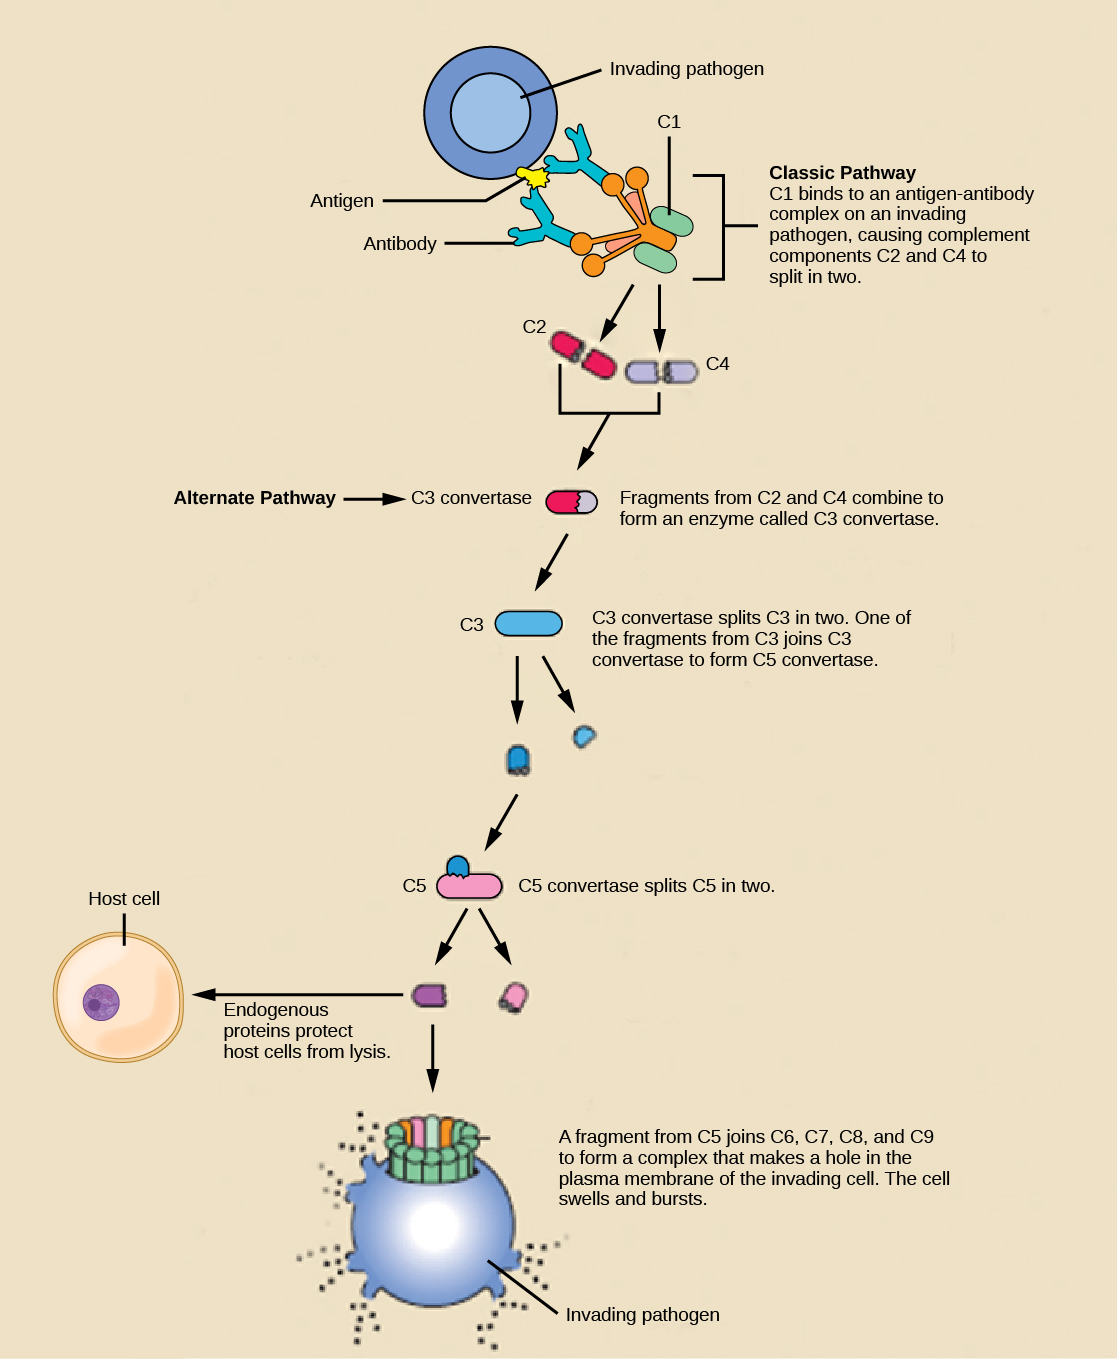 Invading pathogen
C1
Classic Pathway
C1 binds to an antigen-antibody
complex on an invading
pathogen, causing complement
components C2 and C4 to
split in two.
Antigen
Antibody
C2
C4
Alternate Pathway
C3 convertase
Fragments from C2 and C4 combine to
form an enzyme called C3 convertase.
C3
C3 convertase splits C3 in two. One of
the fragments from C3 joins C3
convertase to form C5 convertase.
C5
C5 convertase splits C5 in two.
Host cell
Endogenous
proteins protect
host cells from lysis.
A fragment from C5 joins C6, C7, C8, and C9
to form a complex that makes a hole in the
plasma membrane of the invading cell. The cell
swells and bursts.
Invading pathogen